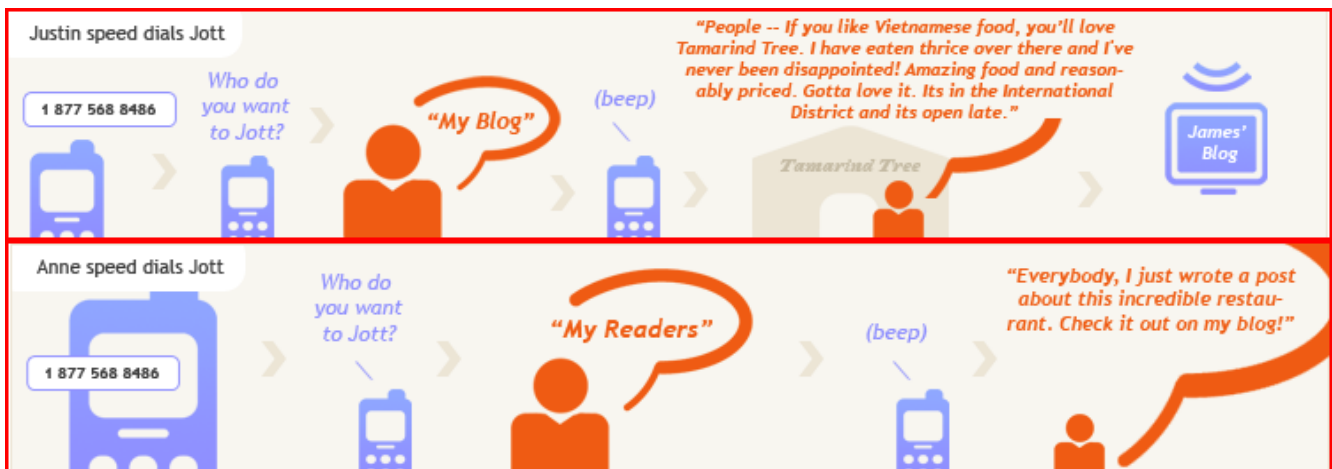 Justin speed dials Jott
1 877 568 8486
Who do
you want
to Jott?
“My Blog”
(beep)
“People -- If you like Vietnamese food, you’ll love
Tamarind Tree. I have eaten thrice over there and I've
never been disappointed! Amazing food and reason-
ably priced. Gotta love it. Its in the International
District and its open late.”
Tamarind Tree
James’
Blog
Anne speed dials Jott
1 877 568 8486
Who do
you want
to Jott?
“My Readers”
(beep)
“Everybody, I just wrote a post
about this incredible restau-
rant. Check it out on my blog!”